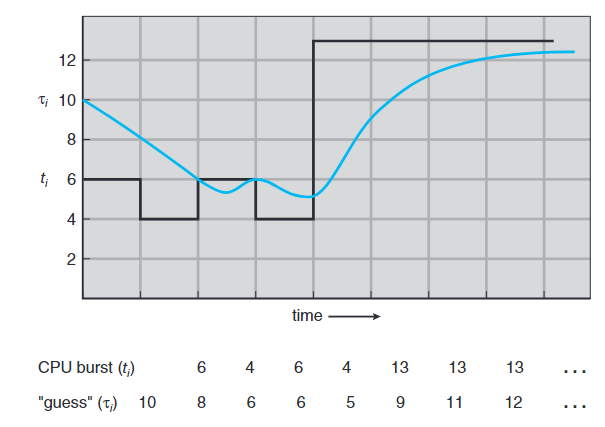 12
τi 10
8
ti 6
4
2
time
CPU burst (ti) 6 4 6 4 13 13 13 ...
"guess" (τi) 10 8 6 6 5 9 11 12 ...